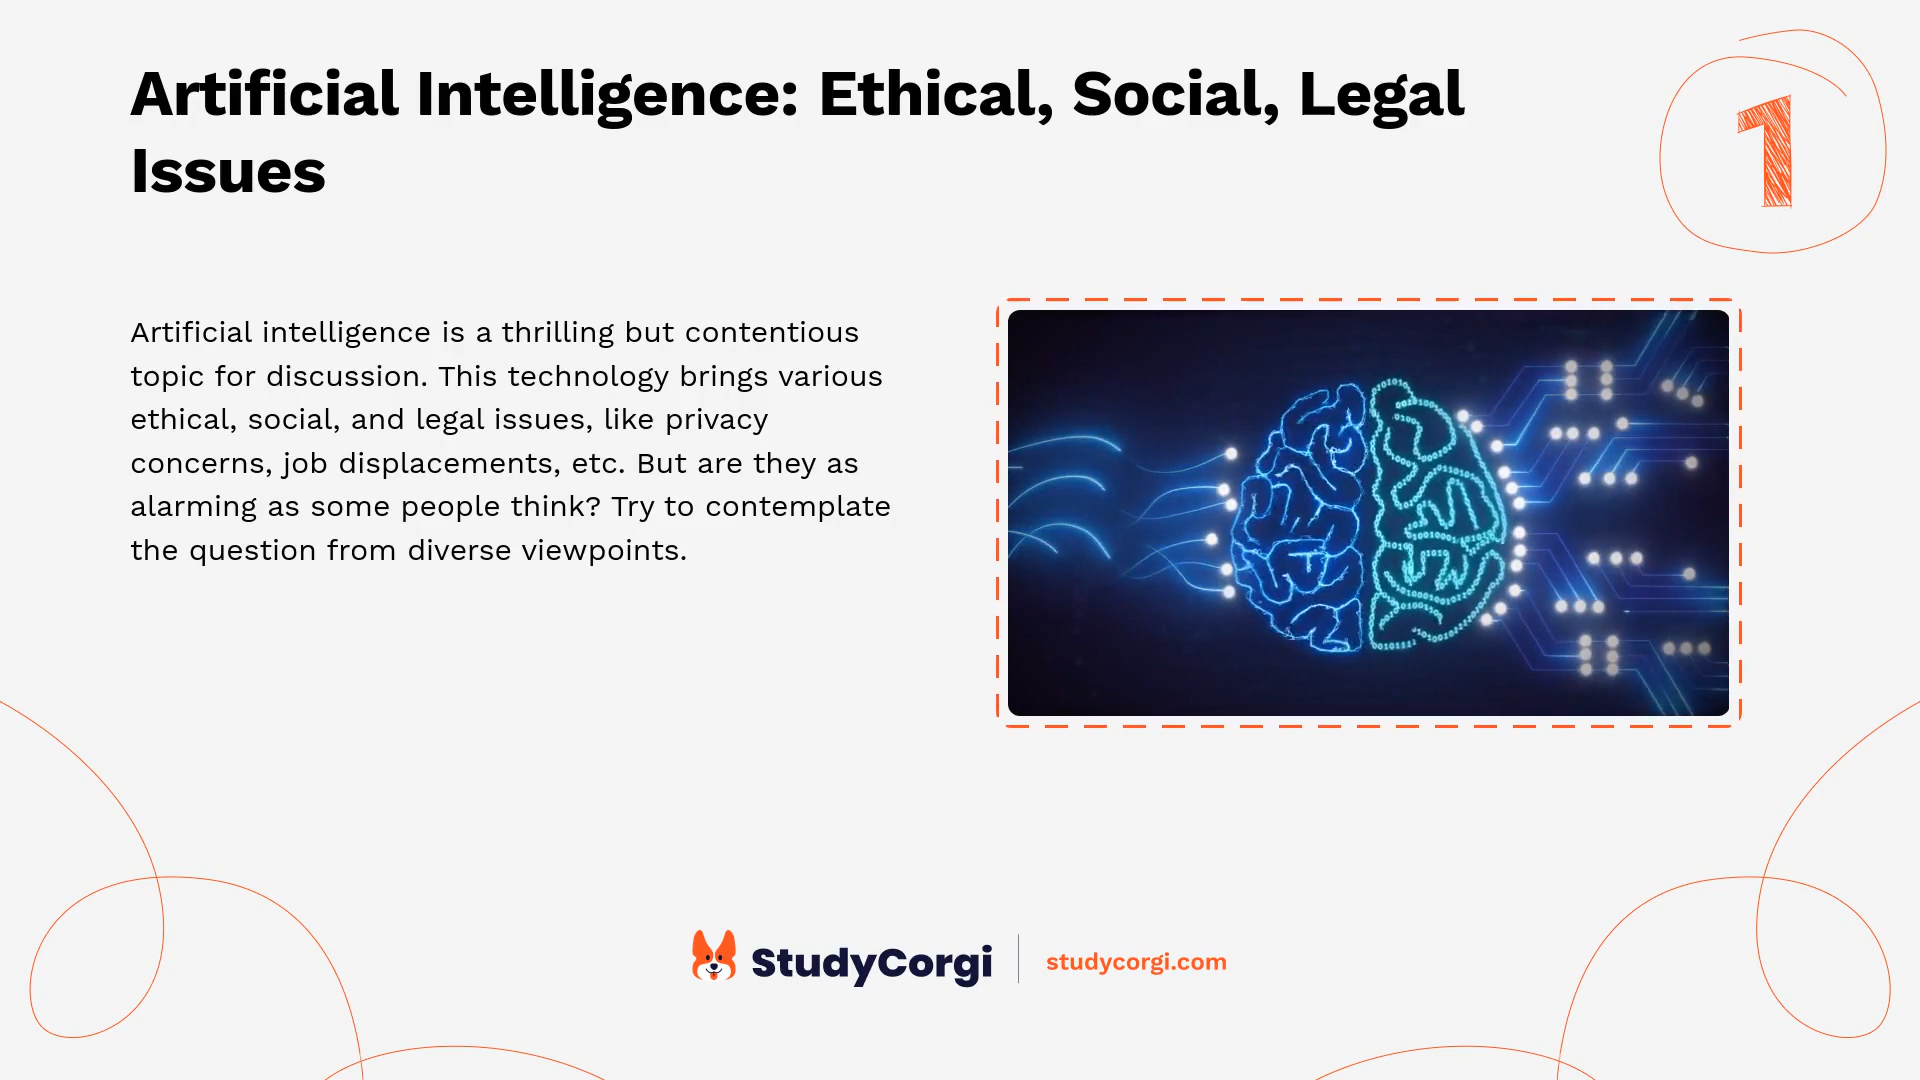 Artificial Intelligence: Ethical, Social, Legal
Issues
1
Artificial intelligence is a thrilling but contentious
topic for discussion. This technology brings various
ethical, social, and legal issues, like privacy
concerns, job displacements, etc. But are they as
alarming as some people think? Try to contemplate
the question from diverse viewpoints.
StudyCorgi
studycorgi.com